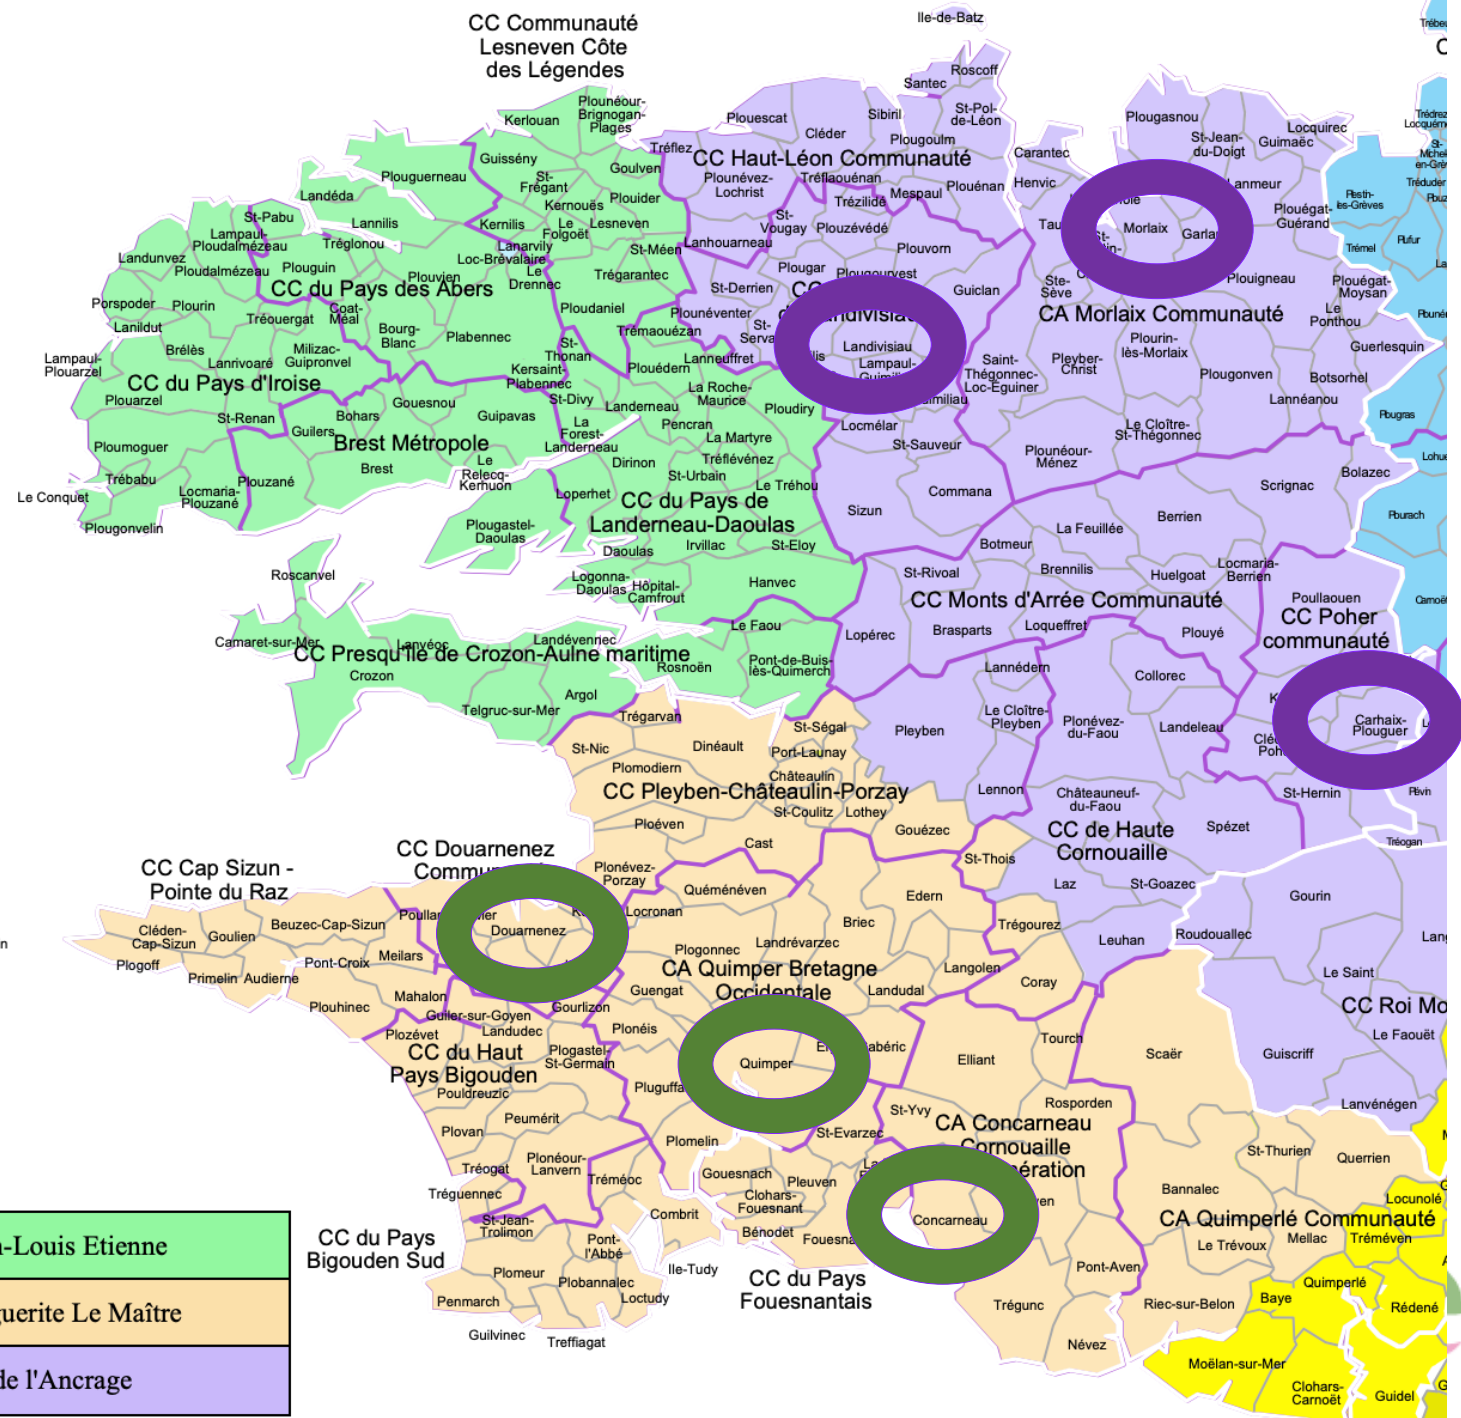 CC Communauté
Lesneven Côte
des Légendes
Ile-de-Batz
Roscoff
Santec
St-Pol-
de-Léon
Sibiril
Plouescat
Cléder
Plougoulm
Tréflez
CC Haut-Léon Communauté
Plounévez-
Lochrist
Tréflaouénan
Mespaul
Plouénan
Trézilidé
St-
Vougay
Plouzévédé
Lanhouarneau
Plouvorn
Plougar
Plougourvest
St-Derrien
Guiclan
Plounéventer
Landivisiau
Lampaul-
Locmélar
St-Sauveur
Commana
Sizun
Plounéour-
Brignogan-
Plages
Kerlouan
Guissény
Goulven
St-
Frégant
Kernouës
Plouider
Plouguerneau
Landéda
Kernilis
Le
Folgoët
Lesneven
Lannilis
St-Pabu
Lampaul-
Ploudalmézeau
Tréglonou
Lanarvily
Loc-Brévalaire
Le
Drennec
St-Méen
Trégarantec
Landunvez
Ploudalmézeau
Plouguin
Plouvien
CC du Pays des Abers
Ploudaniel
Trémaouézan
Porspoder
Plourin
Tréouergat
Coat-
Méal
Bourg-
Blanc
Plabennec
Lanildut
Brélès
Lanrivoaré
Milizac-
Guipronvel
St-
Thonan
Kersaint-
Plabennec
Plouédern
Lanneuffret
Lampaul-
Plouarzel
CC du Pays d'Iroise
Plouarzel
St-Renan
Bohars
Gouesnou
Guipavas
St-Divy
Landerneau
La Roche-
Maurice
Ploudiry
Guilers
Brest Métropole
La
Forest-
Landerneau
Pencran
La Martyre
Ploumoguer
Brest
Le
Relecq-
Kerhuon
Dirinon
Tréflévénez
St-Urbain
Trébabu
Plouzané
Locmaria-
Plouzané
Loperhet
Le Tréhou
Le Conquet
Plougonvelin
CC du Pays de
Landerneau-Daoulas
Plougastel-
Daoulas
Daoulas
Irvillac
St-Eloy
Logonna-
Daoulas
Hôpital-
Camfrout
Hanvec
Roscanvel
Le Faou
Camaret-sur-Mer
Lanvéoc
Landévennec
CC Presqu'île de Crozon-Aulne maritime
Rosnoën
Pont-de-Buis-
lès-Quimerch
Crozon
Argol
Telgruc-sur-Mer
Plougasnou
Locquirec
St-Jean-
du-Doigt
Guimaëc
Carantec
Henvic
Lanmeur
Plouégat-
Guérand
Morlaix
Ste-
Sève
Plouigneau
Plouégat-
Moysan
CA Morlaix Communauté
Le
Ponthou
Plourin-
lès-Morlaix
Guerlesquin
Saint-
Thégonnec-
Loc-Eguiner
Pleyber-
Christ
Plougonven
Botsorhel
Lannéanou
Le Cloître-
St-Thégonnec
Plounéour-
Ménez
Plestin-
les-Grèves
Trémel
Plufur
Plougras
Plourach
Bolazec
Scrignac
Berrien
La Feuillée
Botmeur
Locmaria-
Berrien
St-Rivoal
Brennilis
Huelgoat
CC Monts d'Arrée Communauté
Poullaouen
CC Poher
communauté
Lopérec
Brasparts
Loqueffret
Plouyé
Lannédern
Collorec
Pleyben
Le Cloître-
Pleyben
Plonévez-
du-Faou
Landeleau
Carhaix-
Plouguer
Lennon
Châteauneuf-
du-Faou
St-Hernin
Plévin
Spézet
Tréogan
CC de Haute
Cornouaille
Laz
St-Goazec
Leuhan
Trégarvan
St-Ségal
St-Nic
Dinéault
Port-Launay
Plomodiern
Châteaulin
CC Pleyben-Châteaulin-Porzay
St-Coulitz
Lothey
Ploéven
Gouézec
Cast
St-Thois
Plonévez-
Porzay
Quéménéven
Edern
Locronan
Briec
Trégourez
Plogonnec
Landrévarzec
Langolen
Coray
CA Quimper Bretagne
Occidentale
Guengat
Landudal
Plonéis
Quimper
Plomelin
CC Douarnenez
Douarnenez
Gourlizon
CC Cap Sizun -
Pointe du Raz
Cléden-
Cap-Sizun
Goulien
Beuzec-Cap-Sizun
Plogoff
Primelin
Audierne
Pont-Croix
Meilars
Plouhinec
Mahalon
Guiler-sur-Goyen
Landudec
Plozévet
CC du Haut
Pays Bigouden
Plogastel-
St-Germain
Pouldreuzic
Peumérit
Plovan
Plonéour-
Lanvern
Tréogat
Tréméoc
Tréguennec
St-Jean-
Trolimon
Combrit
CC du Pays
Bigouden Sud
Pont-
l'Abbé
Plomeur
Plobannalec
Ile-Tudy
Loctudy
Penmarch
Guilvinec
Treffiagat
Elliant
Tourch
St-Yvy
Rosporden
St-Evarzec
CA Concarneau
Cornouaille
Gouesnach
Pleuven
Clohars-
Fouesnant
Bénodet
CC du Pays
Fouesnantais
Concarneau
Pont-Aven
Trégunc
Névez
Scaër
St-Thurien
Querrien
Bannalec
Locunolé
CA Quimperlé Communauté
Le Trévoux
Mellac
Tréméven
Quimperlé
Baye
Rédené
Riec-sur-Belon
Moëlan-sur-Mer
Clohars-
Carnoët
Guidel
Gourin
Roudouallec
Le Saint
Le Faouët
Guiscriff
Lanvénégen
-Louis Etienne
uerite Le Maître
de l'Ancrage